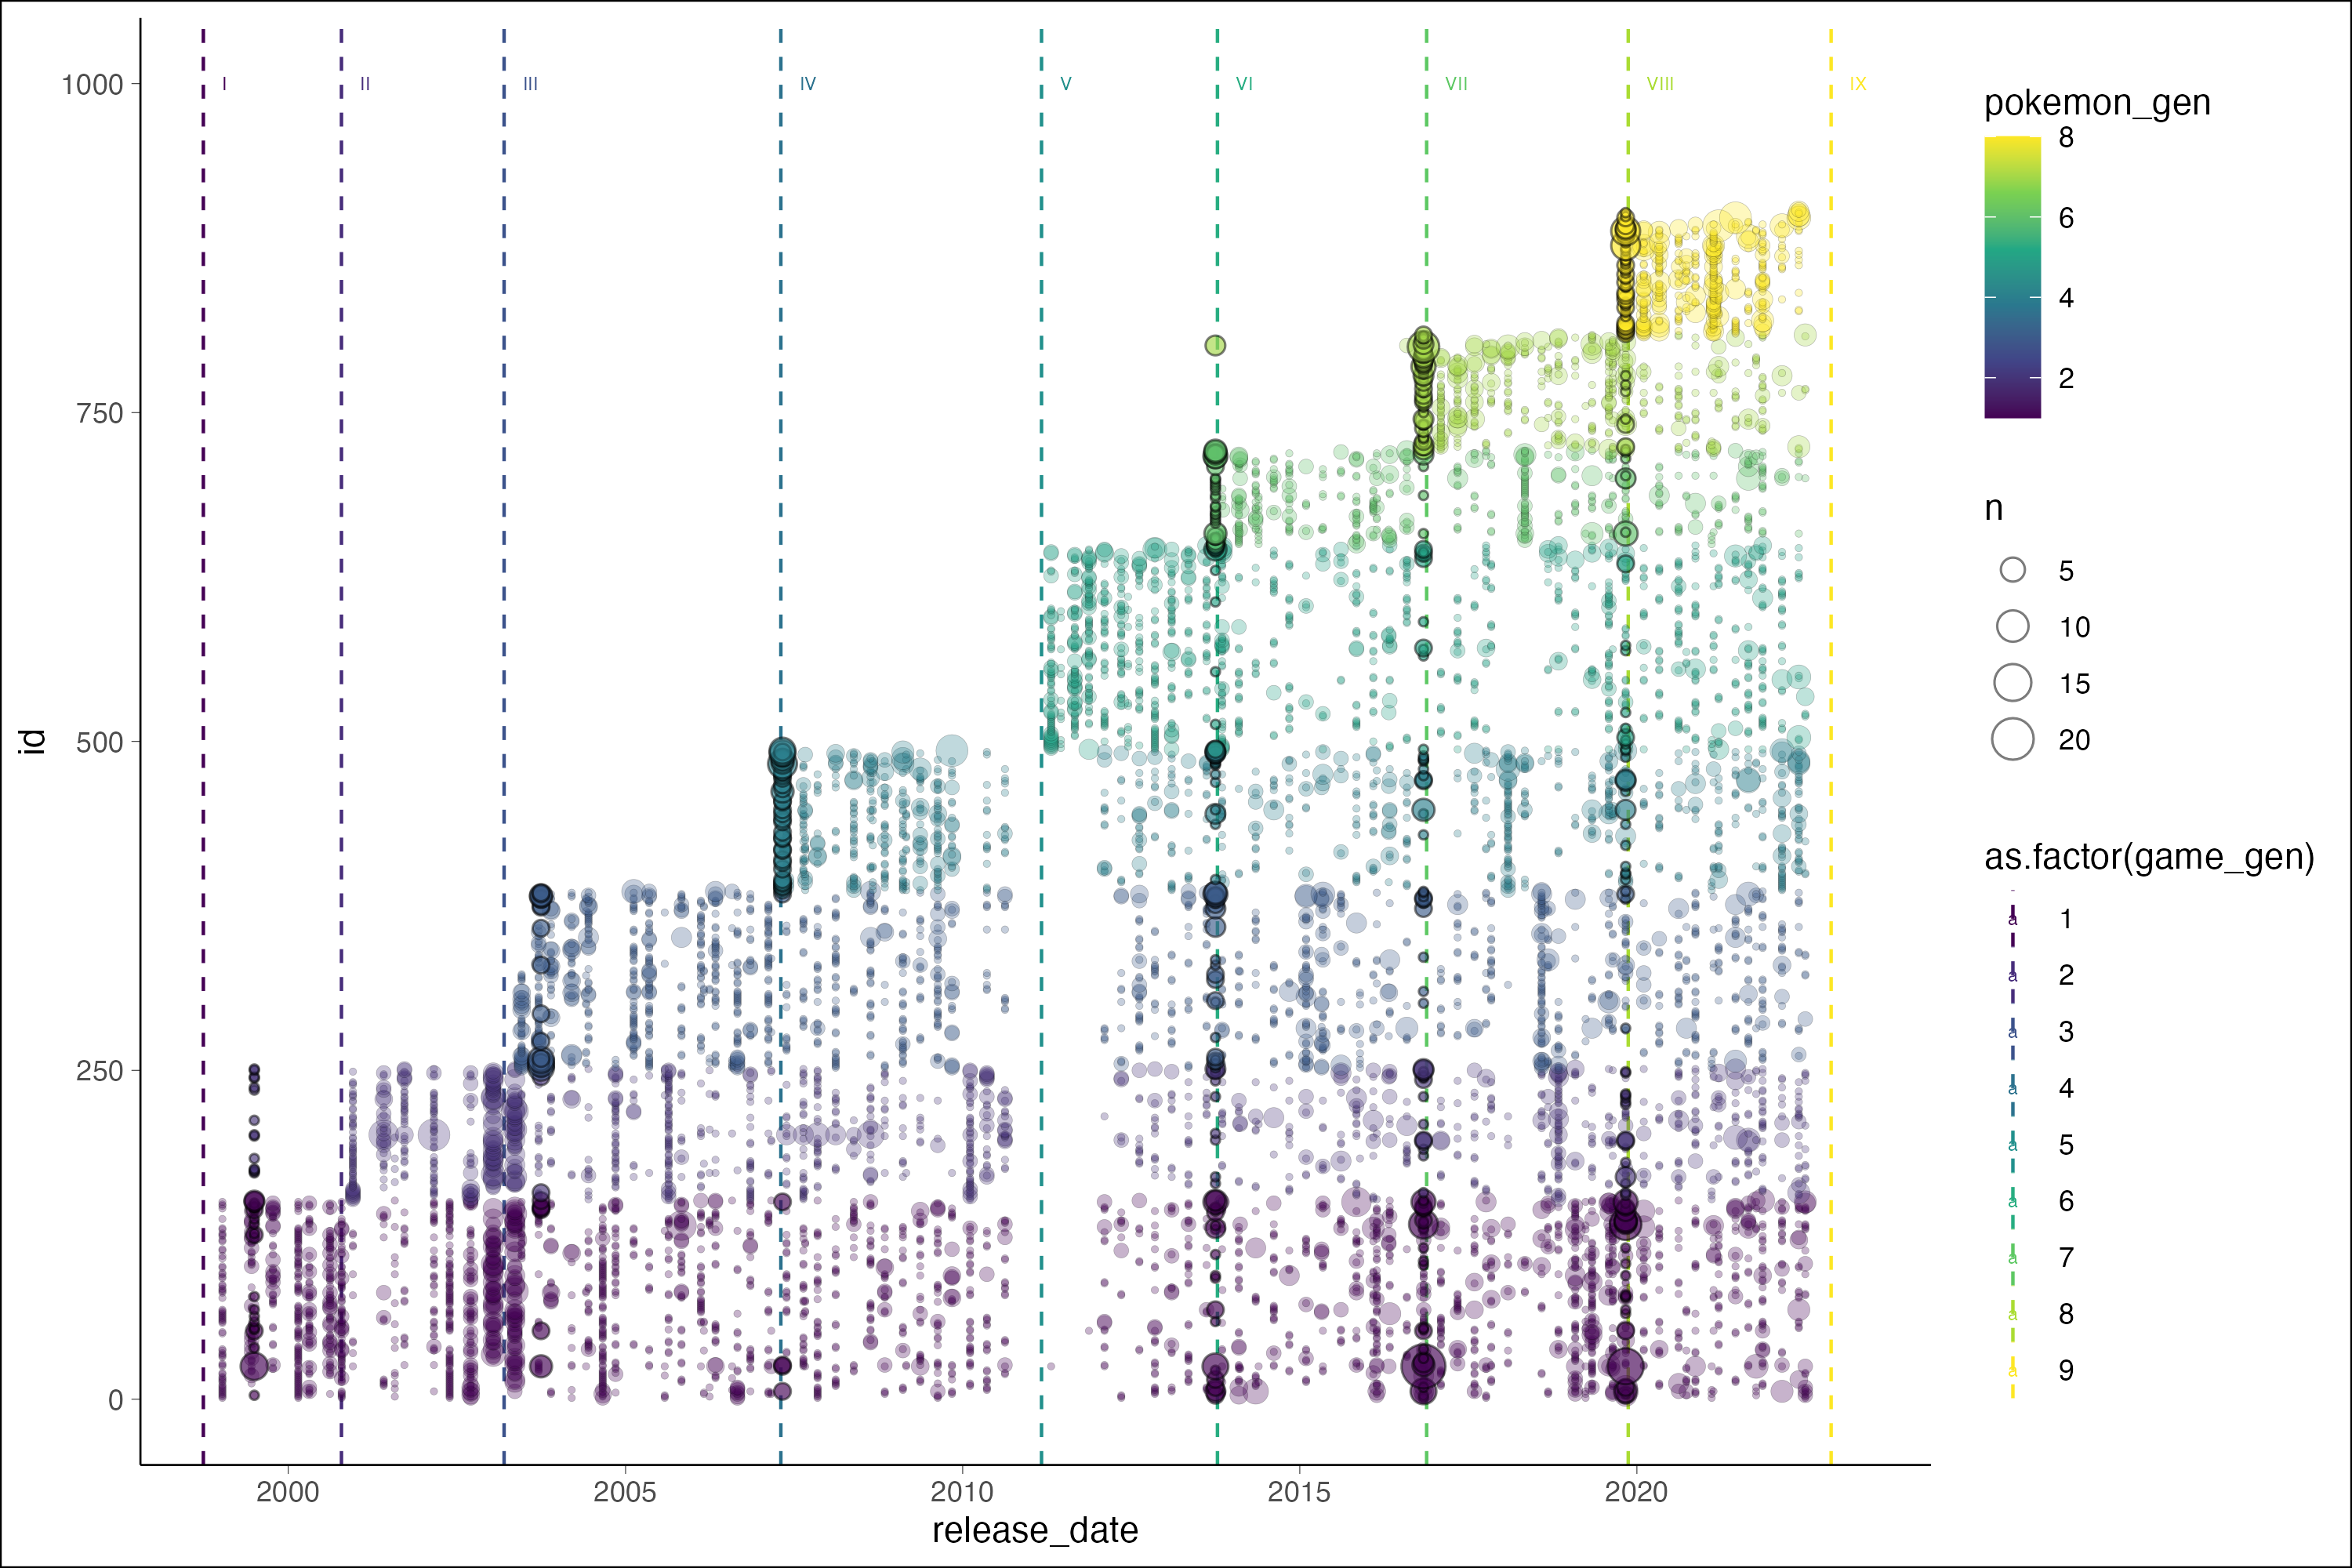 1000
750
500
250
0
id
I
II
III
IV
V
VI
VII
VIII
IX
2000
2005
2010
2015
2020
release_date
pokemon_gen
8
6
4
2
n
5
10
15
20
as.factor(game_gen)
a 1
a 2
a 3
a 4
a 5
a 6
a 7
a 8
a 9